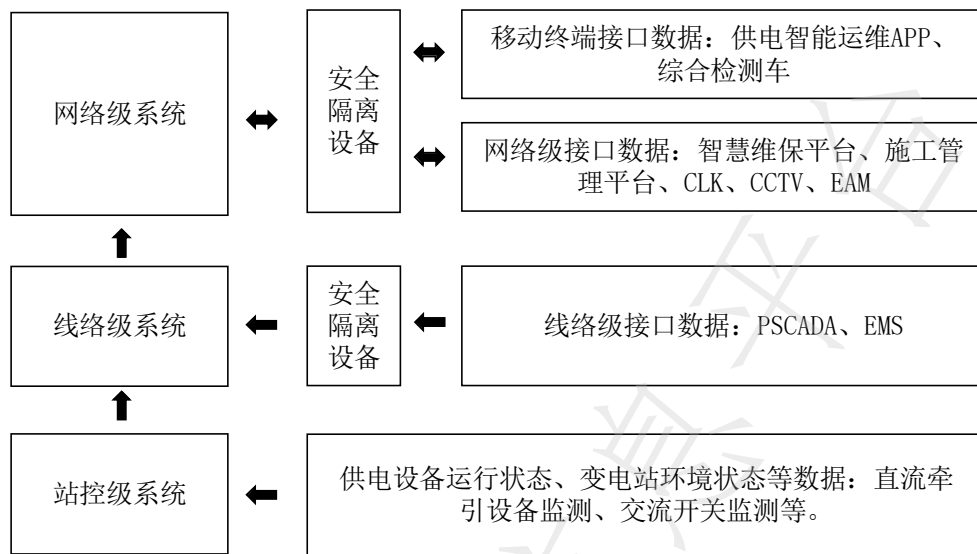 网络级系统
安全
隔离
设备
移动终端接口数据：供电智能运维APP、
综合检测车
网络级接口数据：智慧维保平台、施工管
理平台、CLK、CCTV、EAM
线络级系统
安全
隔离
设备
线络级接口数据：PSCADA、EMS
站控级系统
供电设备运行状态、变电站环境状态等数据：直流牵
引设备监测、交流开关监测等。